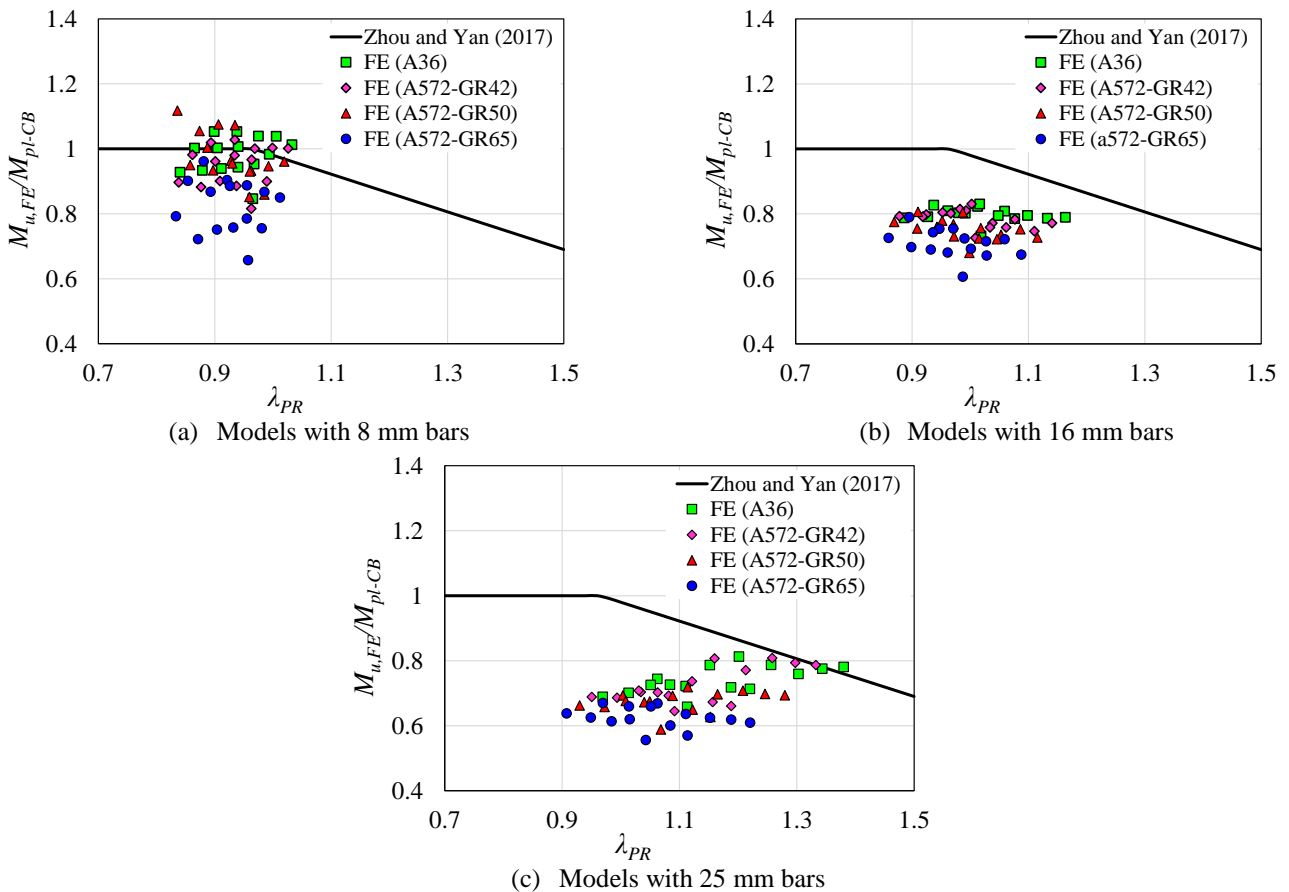 1.4
1.2
1
0.8
0.6
0.4
M_{u,FE}/M_{pl-CB}
Zhou and Yan (2017)
FE (A36)
FE (A572-GR42)
FE (A572-GR50)
FE (A572-GR65)
0.7 0.9 1.1 1.3 1.5
λ_{PR}
(a) Models with 8 mm bars
1.4
1.2
1
0.8
0.6
0.4
M_{u,FE}/M_{pl-CB}
Zhou and Yan (2017)
FE (A36)
FE (A572-GR42)
FE (A572-GR50)
FE (a572-GR65)
0.7 0.9 1.1 1.3 1.5
λ_{PR}
(b) Models with 16 mm bars
1.4
1.2
1
0.8
0.6
0.4
M_{u,FE}/M_{pl-CB}
Zhou and Yan (2017)
FE (A36)
FE (A572-GR42)
FE (A572-GR50)
FE (A572-GR65)
0.7 0.9 1.1 1.3 1.5
λ_{PR}
(c) Models with 25 mm bars